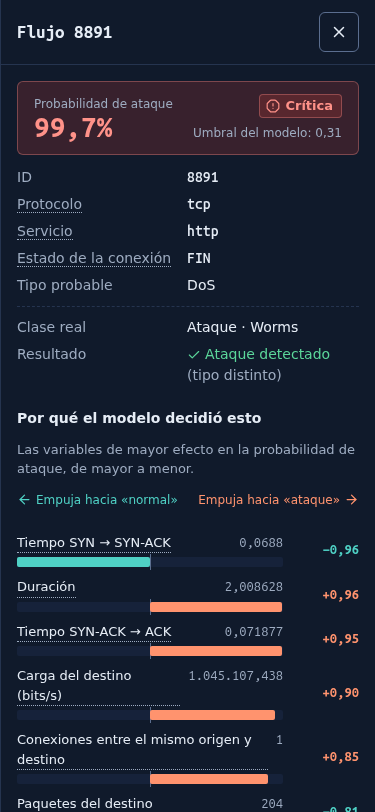 Flujo 8891
Probabilidad de ataque
Crítica
99,7%
Umbral del modelo: 0,31
ID 8891
Protocolo tcp
Servicio http
Estado de la conexión FIN
Tipo probable DoS
Clase real Ataque · Worms
Resultado Ataque detectado
(tipo distinto)
Por qué el modelo decidió esto
Las variables de mayor efecto en la probabilidad de
ataque, de mayor a menor.
← Empuja hacia «normal» Empuja hacia «ataque» →
Tiempo SYN → SYN-ACK 0,0688 −0,96
Duración 2,008628 +0,96
Tiempo SYN-ACK → ACK 0,071877 +0,95
Carga del destino 1.045.107,438
(bits/s) +0,90
Conexiones entre el mismo origen y 1
destino +0,85
Paquetes del destino 204 −0,81